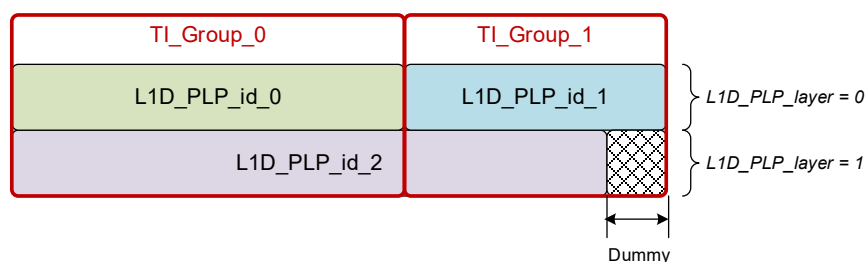 TI_Group_0
TI_Group_1
L1D_PLP_id_0
L1D_PLP_id_1
L1D_PLP_layer = 0
L1D_PLP_id_2
L1D_PLP_layer = 1
Dummy